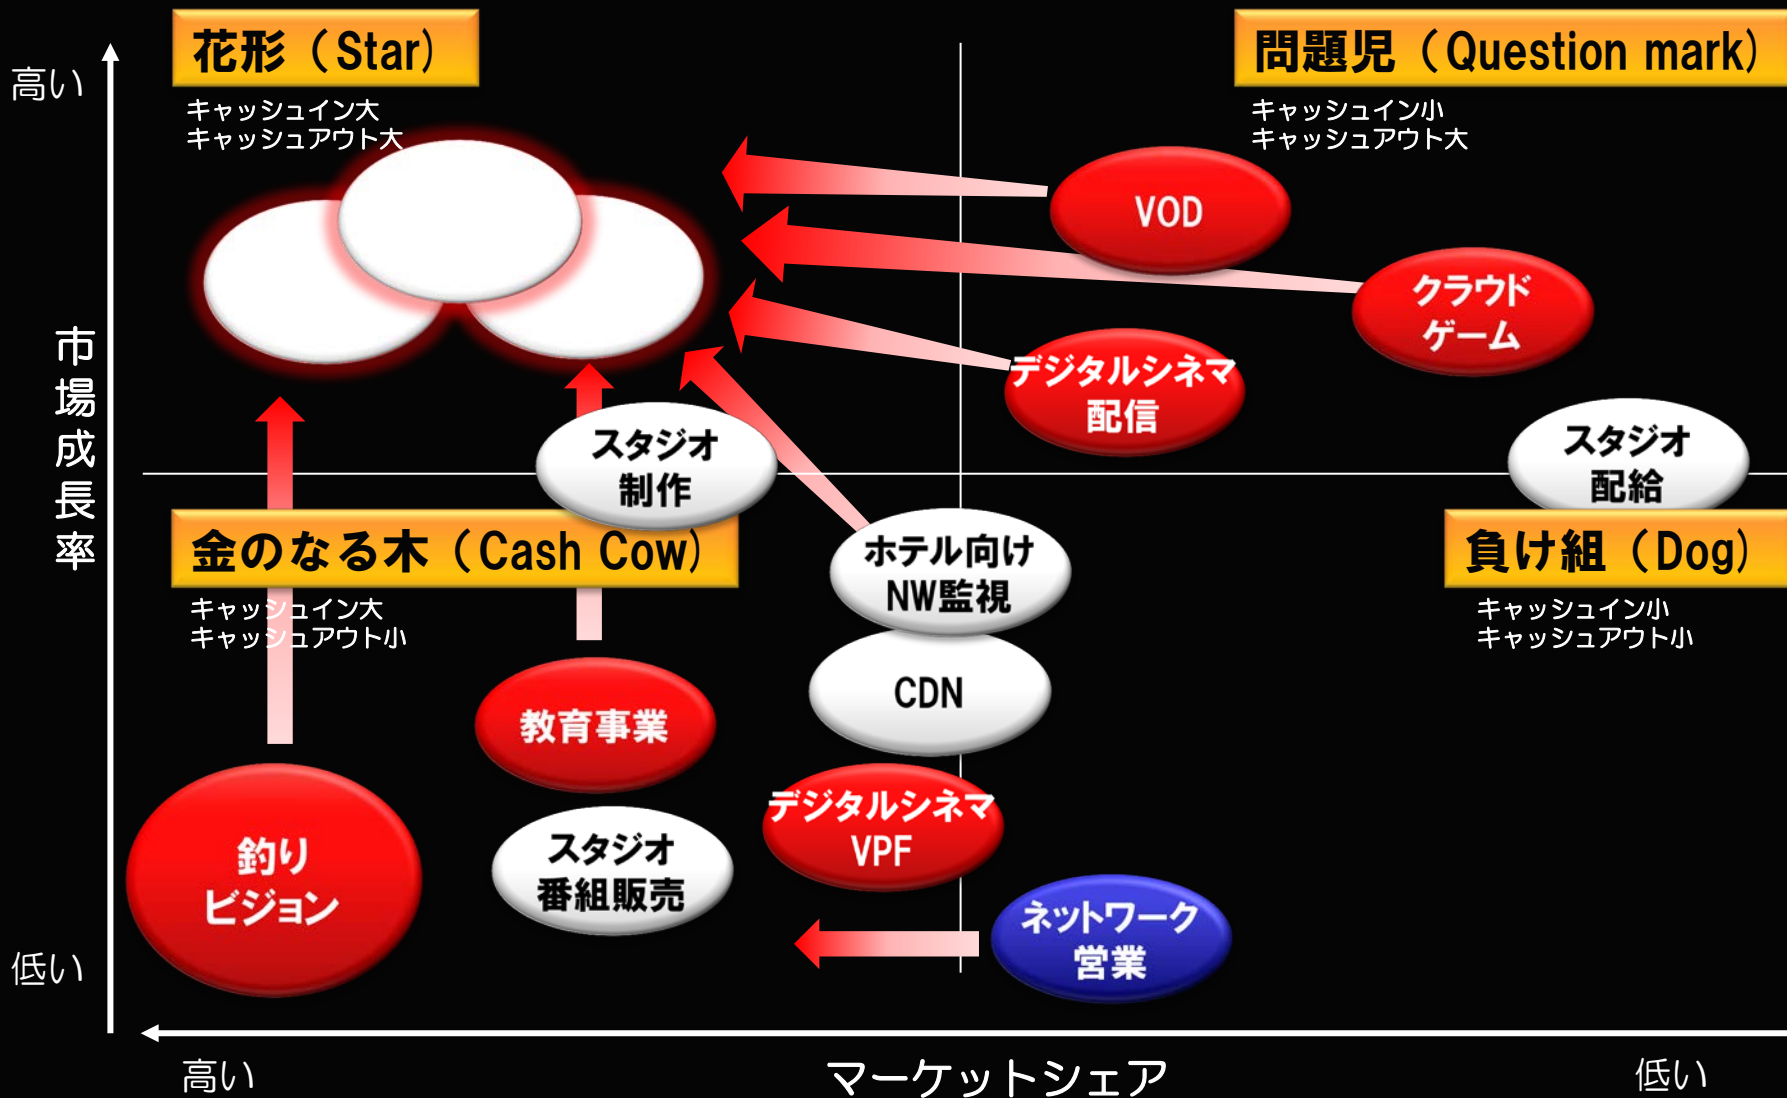 花形（Star）
キャッシュイン大
キャッシュアウト大
問題児（Question mark）
キャッシュイン小
キャッシュアウト大
高い
市場成長率
低い
VOD
クラウド
ゲーム
デジタルシネマ
配信
スタジオ
制作
スタジオ
配給
金のなる木（Cash Cow）
キャッシュイン大
キャッシュアウト小
ホテル向け
NW監視
負け組（Dog）
キャッシュイン小
キャッシュアウト小
CDN
教育事業
デジタルシネマ
VPF
釣り
ビジョン
スタジオ
番組販売
ネットワーク
営業
高い
マーケットシェア
低い